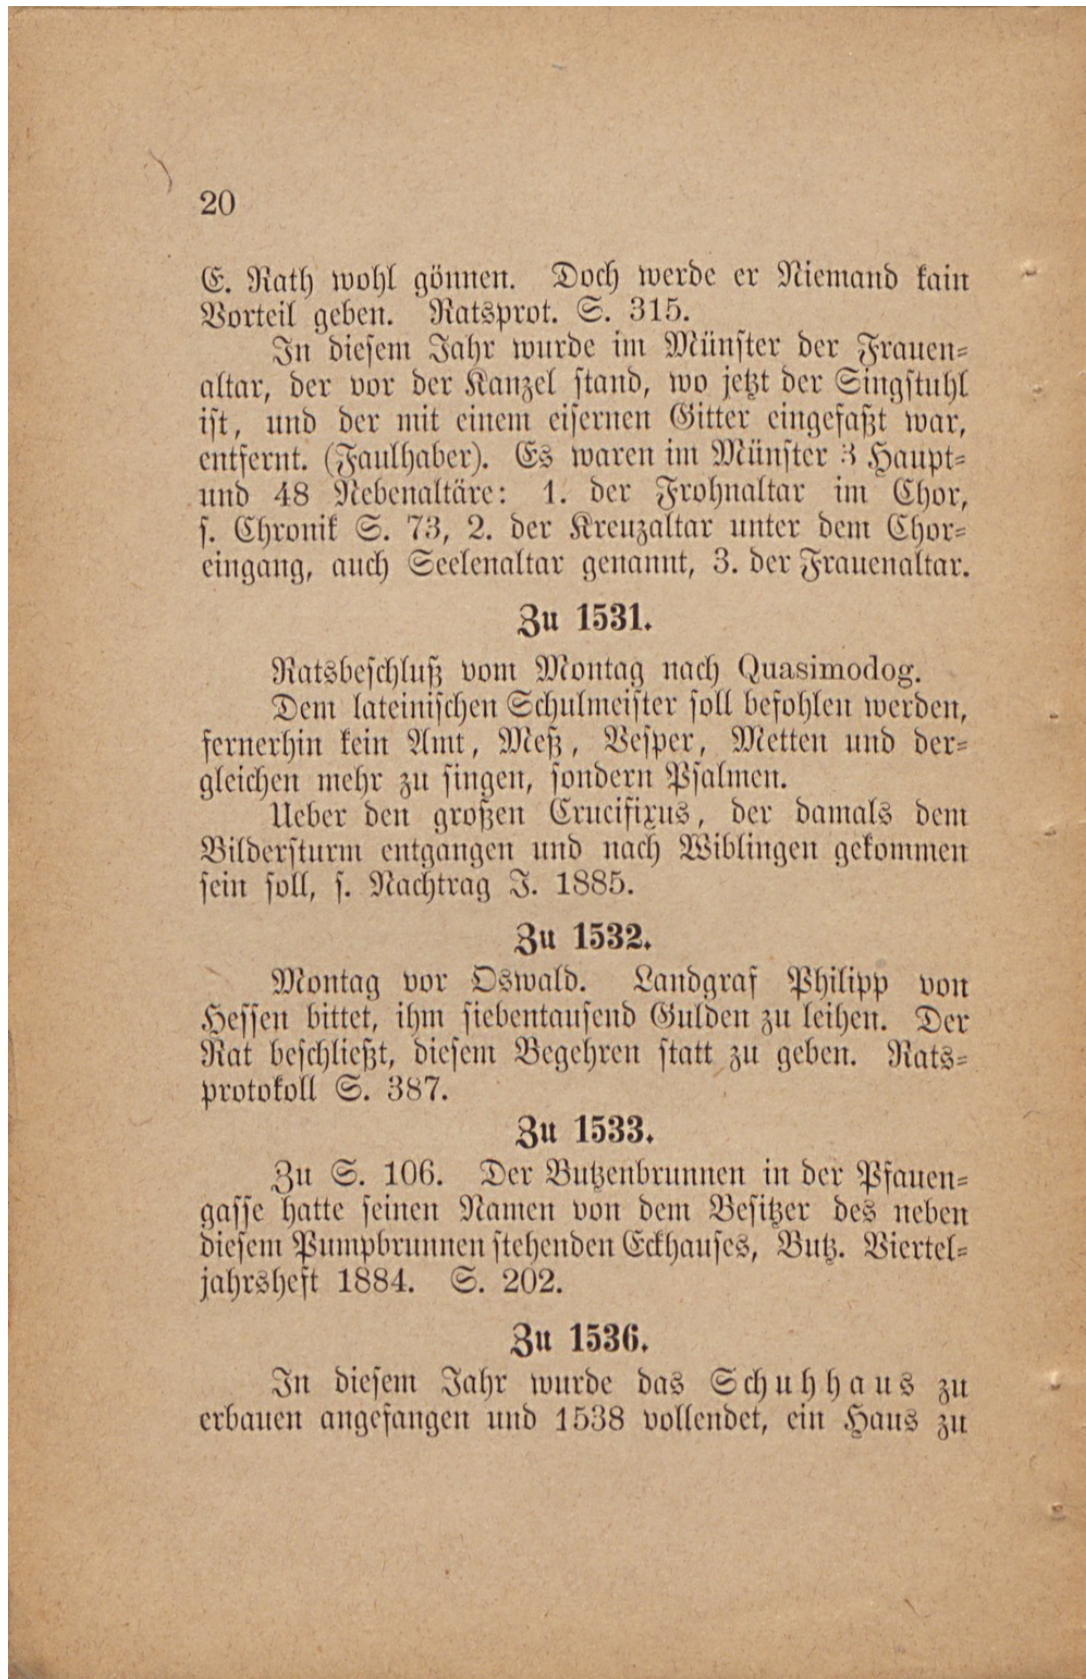 20
E. Rath wohl gönnen. Doch werde er Niemand kain
Vorteil geben. Ratsprot. S. 315.
In diesem Jahr wurde im Münster der Frauen-
altar, der vor der Kanzel stand, wo jetzt der Singstuhl
ist, und der mit einem eisernen Gitter eingefaßt war,
entfernt. (Faulhaber). Es waren im Münster 3 Haupt-
und 48 Nebenaltäre: 1. der Frohnaltar im Chor,
s. Chronik S. 73, 2. der Kreuzaltar unter dem Chor-
eingang, auch Seelenaltar genannt, 3. der Frauenaltar.
Zu 1531.
Ratsbeschluß vom Montag nach Quasimodog.
Dem lateinischen Schulmeister soll befohlen werden,
fernerhin kein Amt, Meß, Vesper, Metten und der-
gleichen mehr zu singen, sondern Psalmen.
Ueber den großen Crucifixus, der damals dem
Bildersturm entgangen und nach Wiblingen gekommen
sein soll, s. Nachtrag J. 1885.
Zu 1532.
Montag vor Oswald. Landgraf Philipp von
Hessen bittet, ihm siebentausend Gulden zu leihen. Der
Rat beschließt, diesem Begehren statt zu geben. Rats-
protokoll S. 387.
Zu 1533.
Zu S. 106. Der Butzenbrunnen in der Pfauen-
gasse hatte seinen Namen von dem Besitzer des neben
diesem Pumpbrunnen stehenden Eckhauses, Butz. Viertel-
jahrsheft 1884. S. 202.
Zu 1536.
In diesem Jahr wurde das Schuhhaus zu
erbauen angefangen und 1538 vollendet, ein Haus zu